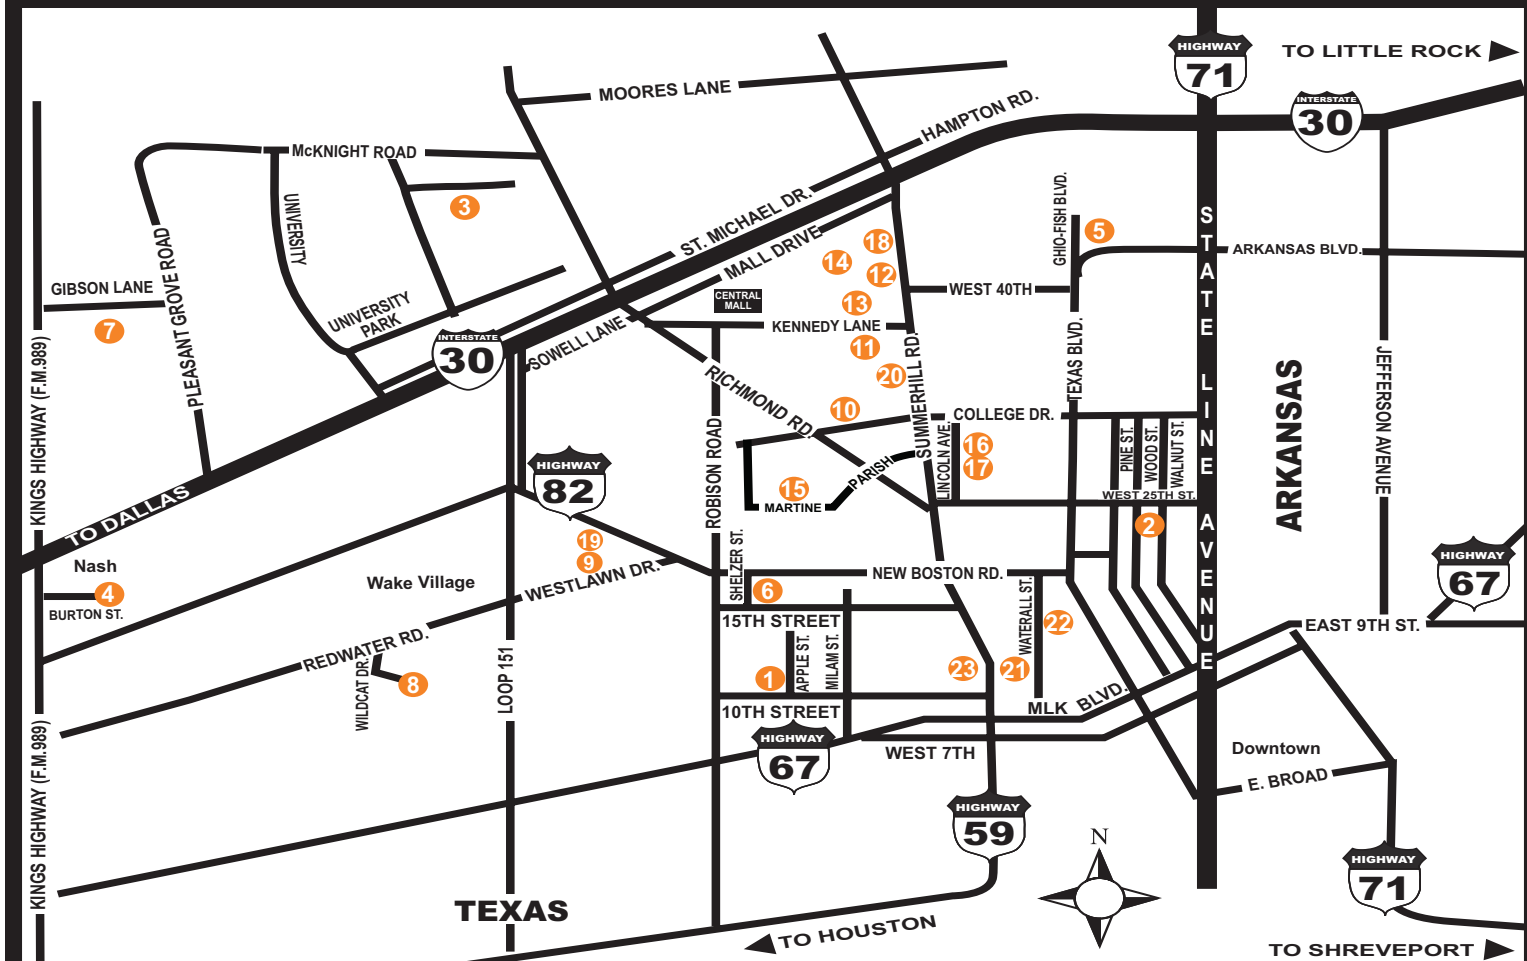 HIGHWAY
71
TO LITTLE ROCK
MOORES LANE
HAMPTON RD.
INTERSTATE
30
McKNIGHT ROAD
UNIVERSITY
3
ST. MICHAEL DR.
MALL DRIVE
GHIO-FISH BLVD.
5
STATE LINE AVENUE
ARKANSAS BLVD.
PLEASANT GROVE ROAD
GIBSON LANE
7
UNIVERSITY
PARK
CENTRAL
MALL
18
14
12
13
WEST 40TH
KENNEDY LANE
11
20
INTERSTATE
30
SOWELL LANE
RICHMOND RD.
SUMMERHILL RD.
TEXAS BLVD.
JEFFERSON AVENUE
ARKANSAS
KINGS HIGHWAY (F.M.989)
10
COLLEGE DR.
ROBISON ROAD
LINCOLN AVE.
16
17
PINE ST.
WOOD ST.
WALNUT ST.
PARISH
HIGHWAY
82
15
MARTINE
WEST 25TH ST.
2
TO DALLAS
19
9
Nash
4
BURTON ST.
Wake Village
WESTLAWN DR.
SHELZER ST.
6
NEW BOSTON RD.
WATERALL ST.
22
HIGHWAY
67
15TH STREET
EAST 9TH ST.
REDWATER RD.
WILDCAT DR.
8
LOOP 151
1
APPLE ST.
MILAM ST.
23
21
10TH STREET
MLK BLVD.
KINGS HIGHWAY (F.M.989)
HIGHWAY
67
WEST 7TH
Downtown
E. BROAD
HIGHWAY
59
N
HIGHWAY
71
TEXAS
TO HOUSTON
TO SHREVEPORT